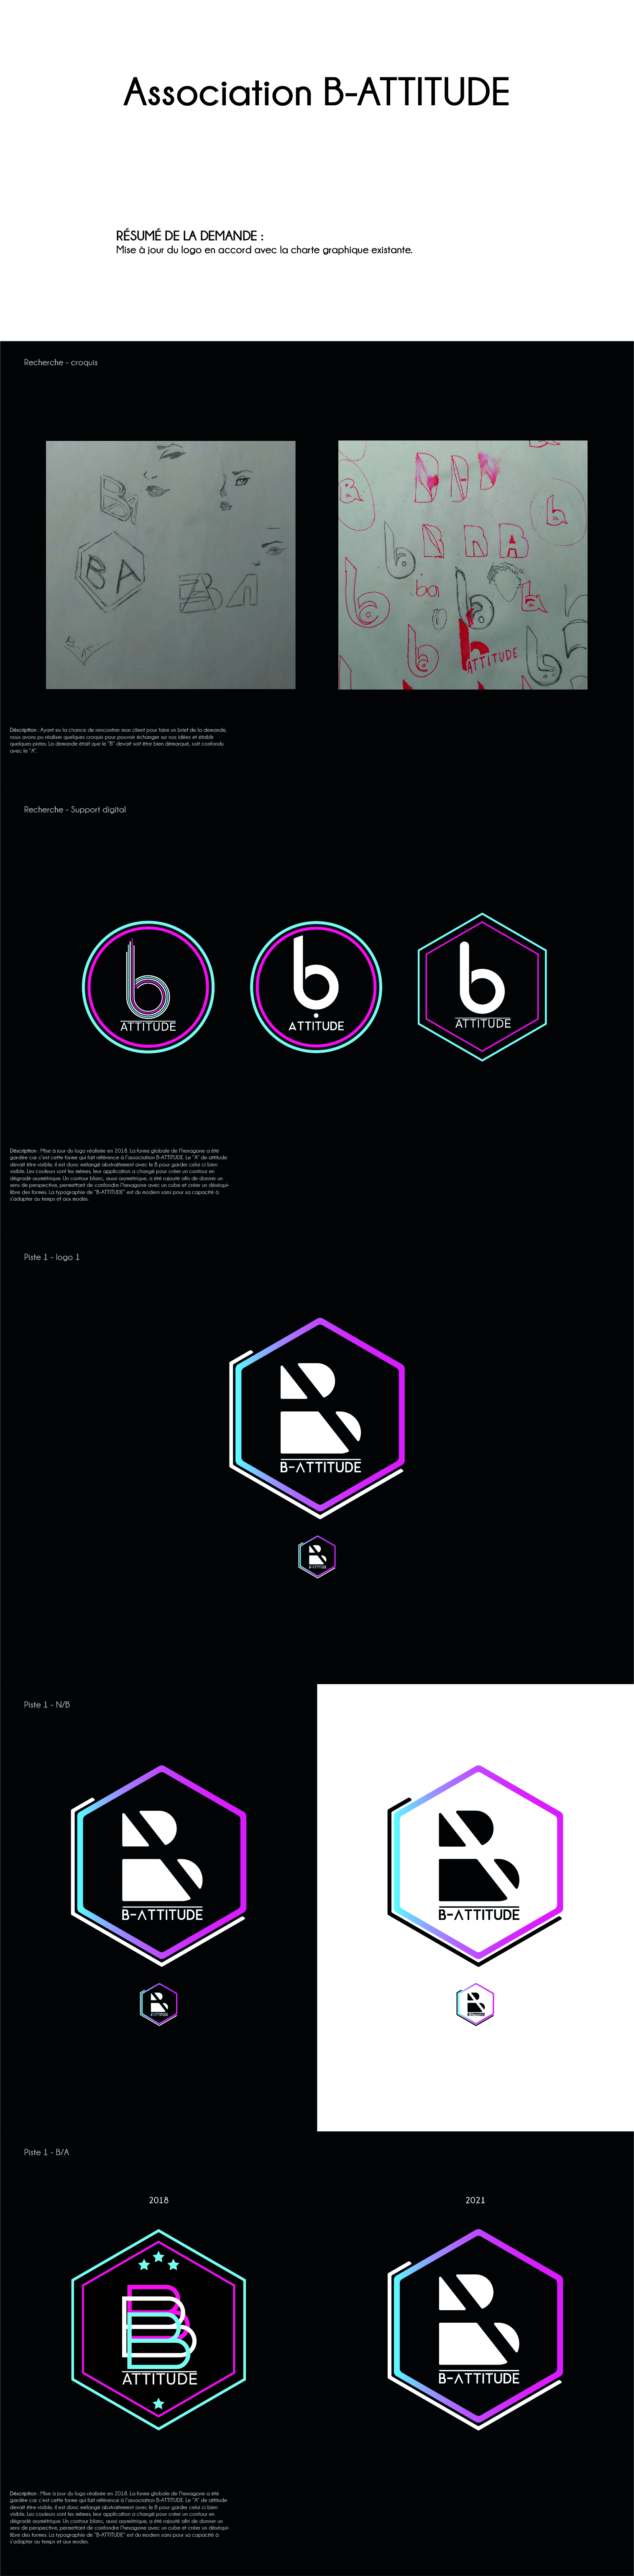 Association B-ATTITUDE
RÉSUMÉ DE LA DEMANDE :
Mise à jour du logo en accord avec la charte graphique existante.
Recherche - croquis
BA
BA
BA
B-AS
B
R
A
b
ba
b
ATTITUDE
Déscription : Ayant eu la chance de rencontrer mon client pour faire un brief de la demande,
nous avons pu réaliser quelques croquis pour pouvoir échanger sur nos idées et établir
quelques pistes. La demande était que le "B" devait soit être bien démarqué, soit confondu
avec le "A".
Recherche - Support digital
b
ATTITUDE
b
ATTITUDE
b
ATTITUDE
Déscription : Mise à jour du logo réalisée en 2018. La forme globale de l'hexagone a été
gardée car c'est cette forme qui fait référence à l'association B-ATTITUDE. Le "A" de attitude
devait être visible, il est donc mélangé abstraitement avec le B pour garder celui ci bien
visible. Les couleurs sont les mêmes, leur application a changé pour créer un contour en
dégradé asymétrique. Un contour blanc, aussi asymétrique, a été rajouté afin de donner un
sens de perspective, permettant de confondre l'hexagone avec un cube et créer un déséqui-
libre des formes. La typographie de "B-ATTITUDE" est du modern sans pour sa capacité à
s'adapter au temps et aux modes.
Piste 1 - logo 1
B
B-ATTITUDE
B
B-ATTITUDE
Piste 1 - N/B
B
B-ATTITUDE
B
B-ATTITUDE
B
B-ATTITUDE
B
B-ATTITUDE
Piste 1 - B/A
2018
2021
B
ATTITUDE
B
B-ATTITUDE
Déscription : Mise à jour du logo réalisée en 2018. La forme globale de l'hexagone a été
gardée car c'est cette forme qui fait référence à l'association B-ATTITUDE. Le "A" de attitude
devait être visible, il est donc mélangé abstraitement avec le B pour garder celui ci bien
visible. Les couleurs sont les mêmes, leur application a changé pour créer un contour en
dégradé asymétrique. Un contour blanc, aussi asymétrique, a été rajouté afin de donner un
sens de perspective, permettant de confondre l'hexagone avec un cube et créer un déséqui-
libre des formes. La typographie de "B-ATTITUDE" est du modern sans pour sa capacité à
s'adapter au temps et aux modes.